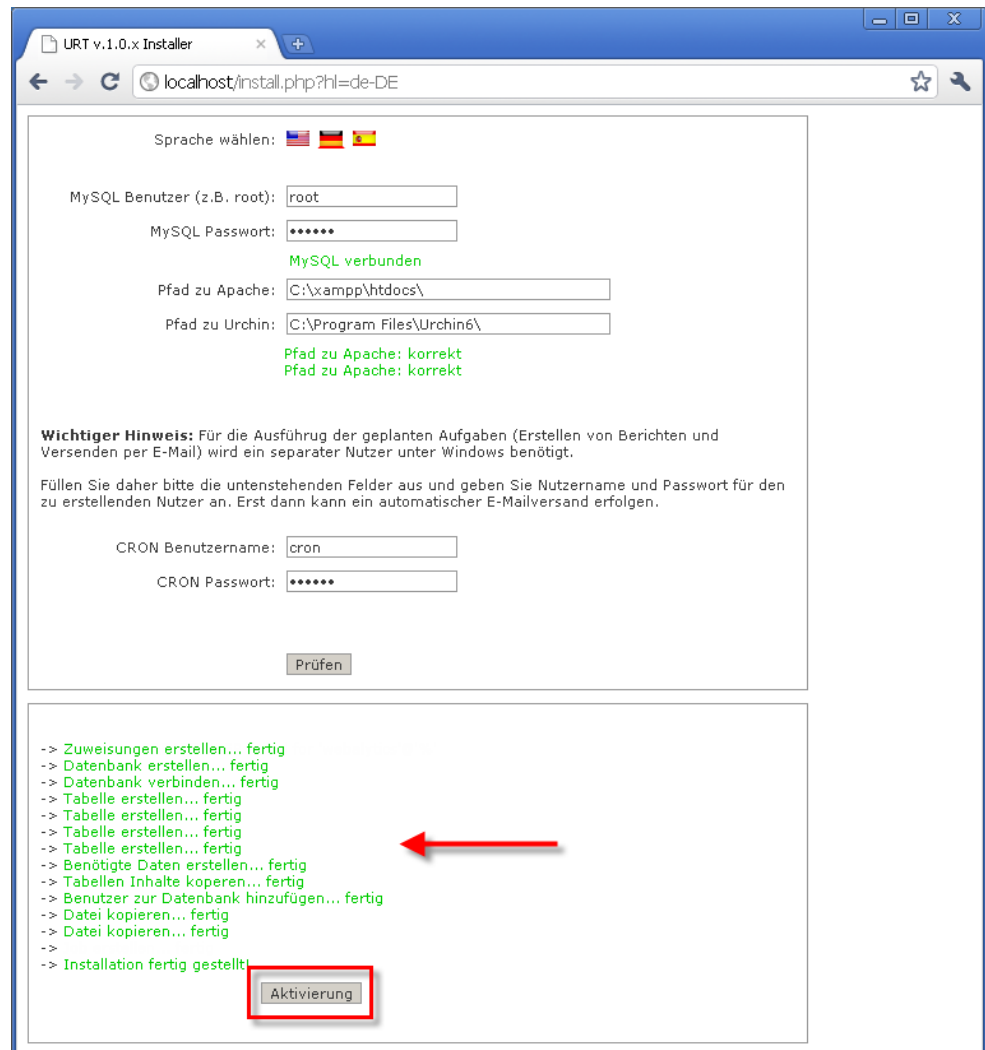 URT v.1.0.x Installer
localhost/install.php?hl=de-DE
Sprache wählen:
MySQL Benutzer (z.B. root): root
MySQL Passwort: ••••••
MySQL verbunden
Pfad zu Apache: C:\xampp\htdocs\
Pfad zu Urchin: C:\Program Files\Urchin6\
Pfad zu Apache: korrekt
Pfad zu Apache: korrekt
Wichtiger Hinweis: Für die Ausführug der geplanten Aufgaben (Erstellen von Berichten und
Versenden per E-Mail) wird ein separater Nutzer unter Windows benötigt.
Füllen Sie daher bitte die untenstehenden Felder aus und geben Sie Nutzername und Passwort für den
zu erstellenden Nutzer an. Erst dann kann ein automatischer E-Mailversand erfolgen.
CRON Benutzername: cron
CRON Passwort: ••••••
Prüfen
-> Zuweisungen erstellen... fertig
-> Datenbank erstellen... fertig
-> Datenbank verbinden... fertig
-> Tabelle erstellen... fertig
-> Tabelle erstellen... fertig
-> Tabelle erstellen... fertig
-> Tabelle erstellen... fertig
-> Benötigte Daten erstellen... fertig
-> Tabellen Inhalte koperen... fertig
-> Benutzer zur Datenbank hinzufügen... fertig
-> Datei kopieren... fertig
-> Datei kopieren... fertig
->
-> Installation fertig gestellt!
Aktivierung